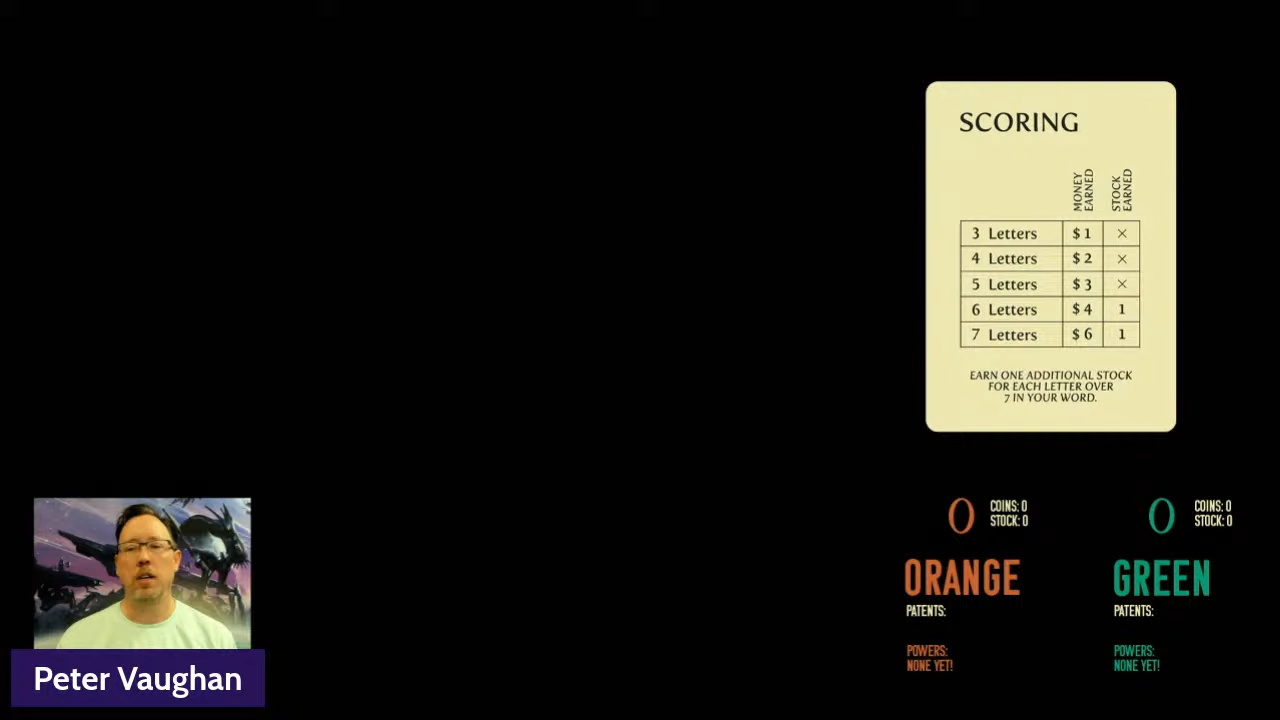 SCORING
MONEY EARNED
STOCK EARNED
3 Letters $1 ×
4 Letters $2 ×
5 Letters $3 ×
6 Letters $4 1
7 Letters $6 1
EARN ONE ADDITIONAL STOCK
FOR EACH LETTER OVER
7 IN YOUR WORD.
0 COINS: 0
STOCK: 0
ORANGE
PATENTS:
POWERS:
NONE YET!
0 COINS: 0
STOCK: 0
GREEN
PATENTS:
POWERS:
NONE YET!
Peter Vaughan